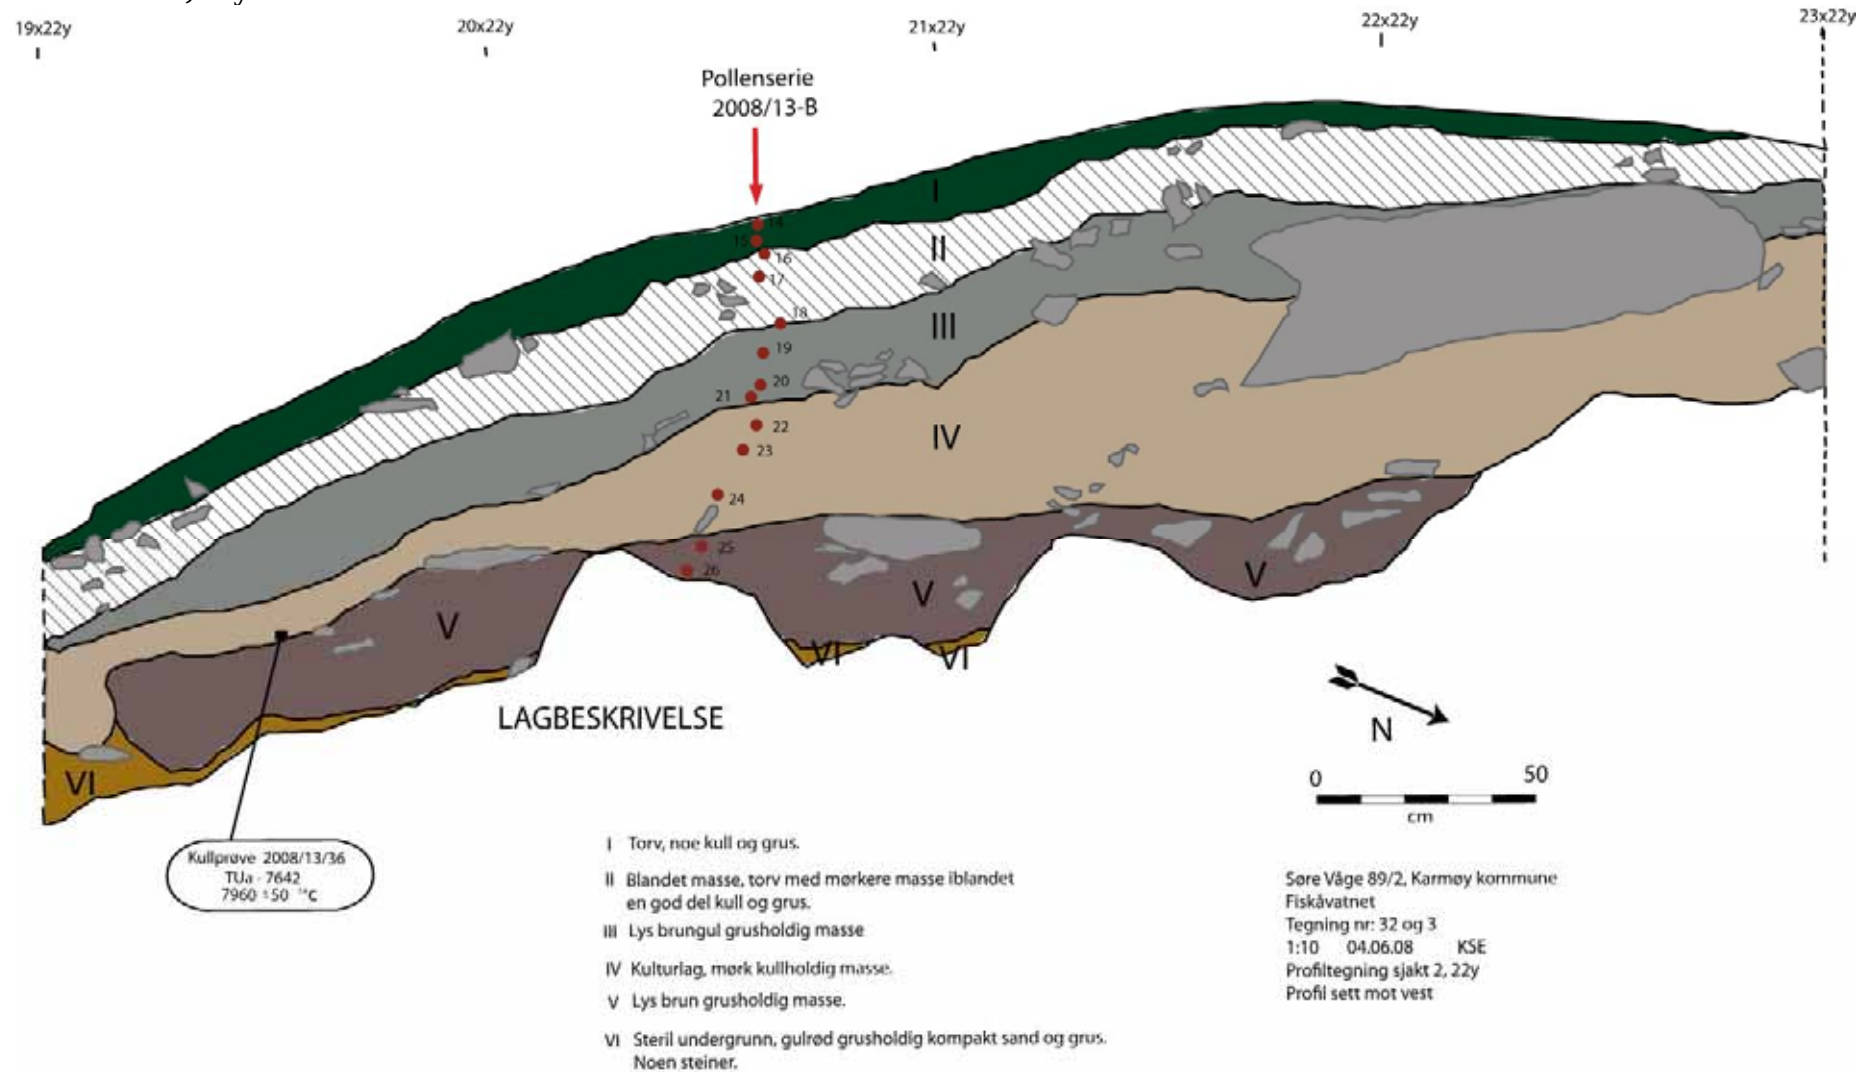 19x22y
20x22y
21x22y
22x22y
23x22y
Pollenserie
2008/13-B
I
14
15
16
II
17
18
III
19
20
21
22
IV
23
24
25
26
V
V
V
VI
VI
VI
LAGBESKRIVELSE
N
0 50
cm
Kullprøve 2008/13/36
TUa - 7642
7960 ± 50 ¹⁴C
I Torv, noe kull og grus.
II Blandet masse, torv med mørkere masse iblandet
en god del kull og grus.
III Lys brungul grusholdig masse
IV Kulturlag, mørk kullholdig masse.
V Lys brun grusholdig masse.
VI Steril undergrunn, gulrød grusholdig kompakt sand og grus.
Noen steiner.
Søre Våge 89/2, Karmøy kommune
Fiskåvatnet
Tegning nr: 32 og 3
1:10 04.06.08 KSE
Profiltegning sjakt 2, 22y
Profil sett mot vest